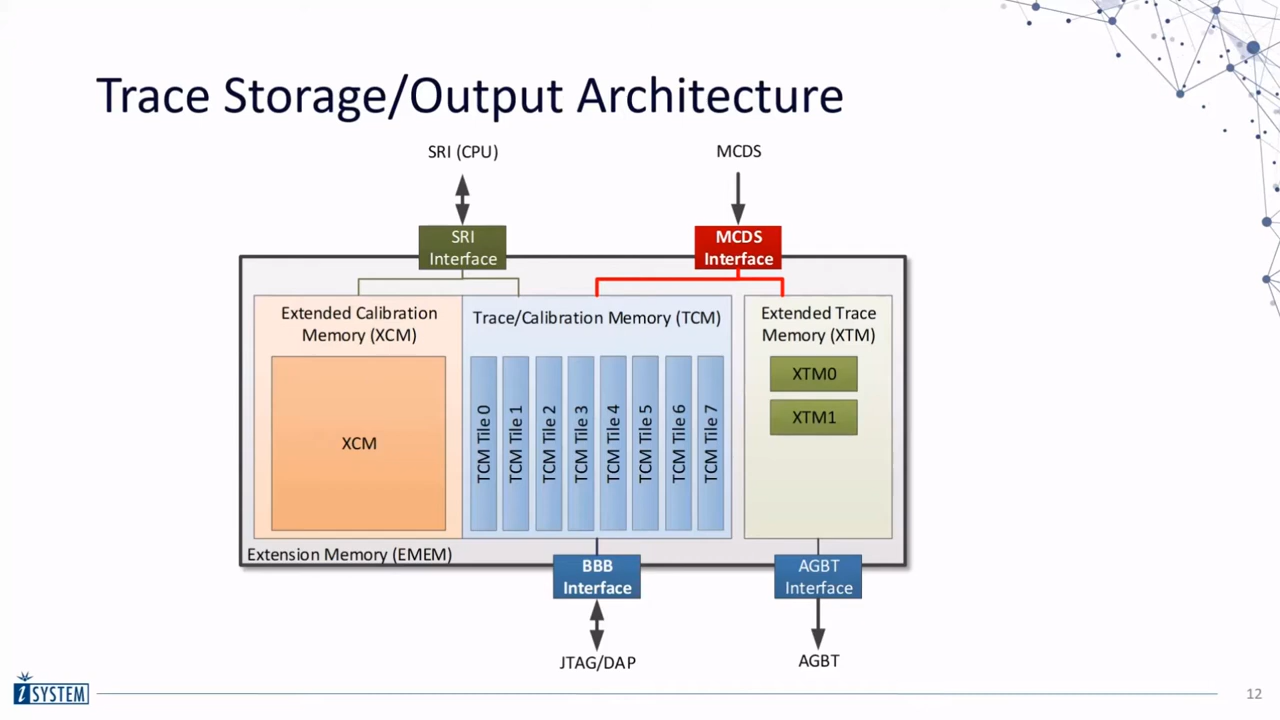 Trace Storage/Output Architecture
SRI (CPU)
MCDS
SRI
Interface
MCDS
Interface
Extended Calibration
Memory (XCM)
Trace/Calibration Memory (TCM)
Extended Trace
Memory (XTM)
XCM
TCM Tile 0
TCM Tile 1
TCM Tile 2
TCM Tile 3
TCM Tile 4
TCM Tile 5
TCM Tile 6
TCM Tile 7
XTM0
XTM1
Extension Memory (EMEM)
BBB
Interface
AGBT
Interface
JTAG/DAP
AGBT
iSYSTEM
12